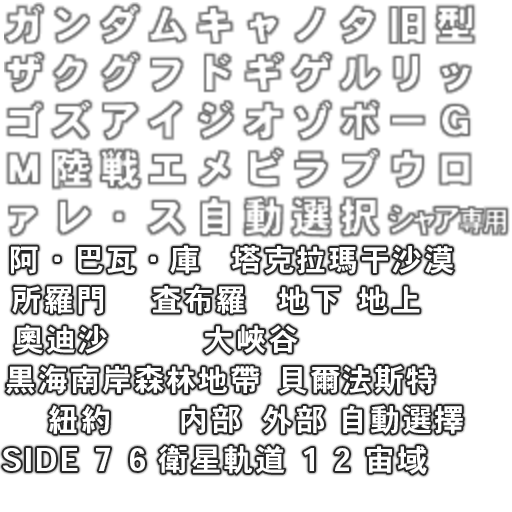 ガンダムキャノタ旧型
ザクグフドギゲルリッ
ゴズアイジオゾボーG
M陸戦エメビラブウロ
ァレ・ス自動選択シャア専用
阿・巴瓦・庫 塔克拉瑪干沙漠
所羅門 査布羅 地下 地上
奧迪沙 大峽谷
黒海南岸森林地帶 貝爾法斯特
紐約 内部 外部 自動選擇
SIDE 7 6 衛星軌道 1 2 宙域